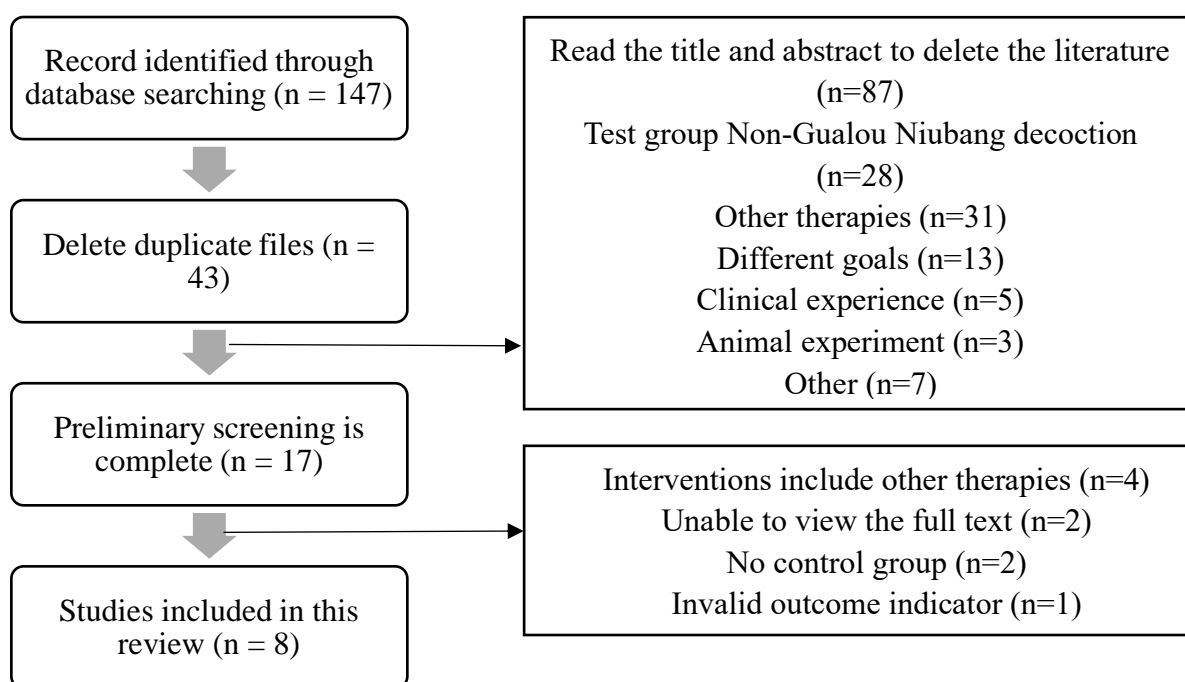 Record identified through
database searching (n = 147)
Delete duplicate files (n =
43)
Preliminary screening is
complete (n = 17)
Studies included in this
review (n = 8)
Read the title and abstract to delete the literature
(n=87)
Test group Non-Gualou Niubang decoction
(n=28)
Other therapies (n=31)
Different goals (n=13)
Clinical experience (n=5)
Animal experiment (n=3)
Other (n=7)
Interventions include other therapies (n=4)
Unable to view the full text (n=2)
No control group (n=2)
Invalid outcome indicator (n=1)